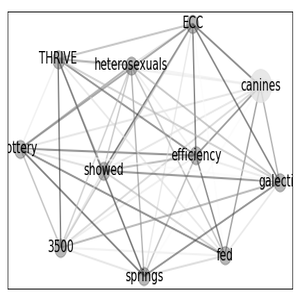 ECC
THRIVE
heterosexuals
canines
ottery
efficiency
showed
galecti
3500
fed
springs